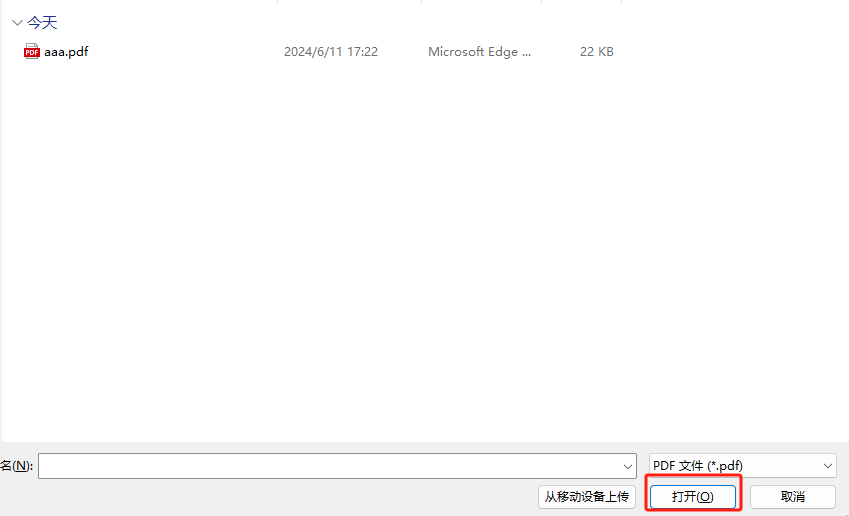 今天
PDF aaa.pdf 2024/6/11 17:22 Microsoft Edge ... 22 KB
名(N): PDF 文件 (*.pdf)
从移动设备上传 打开(O) 取消